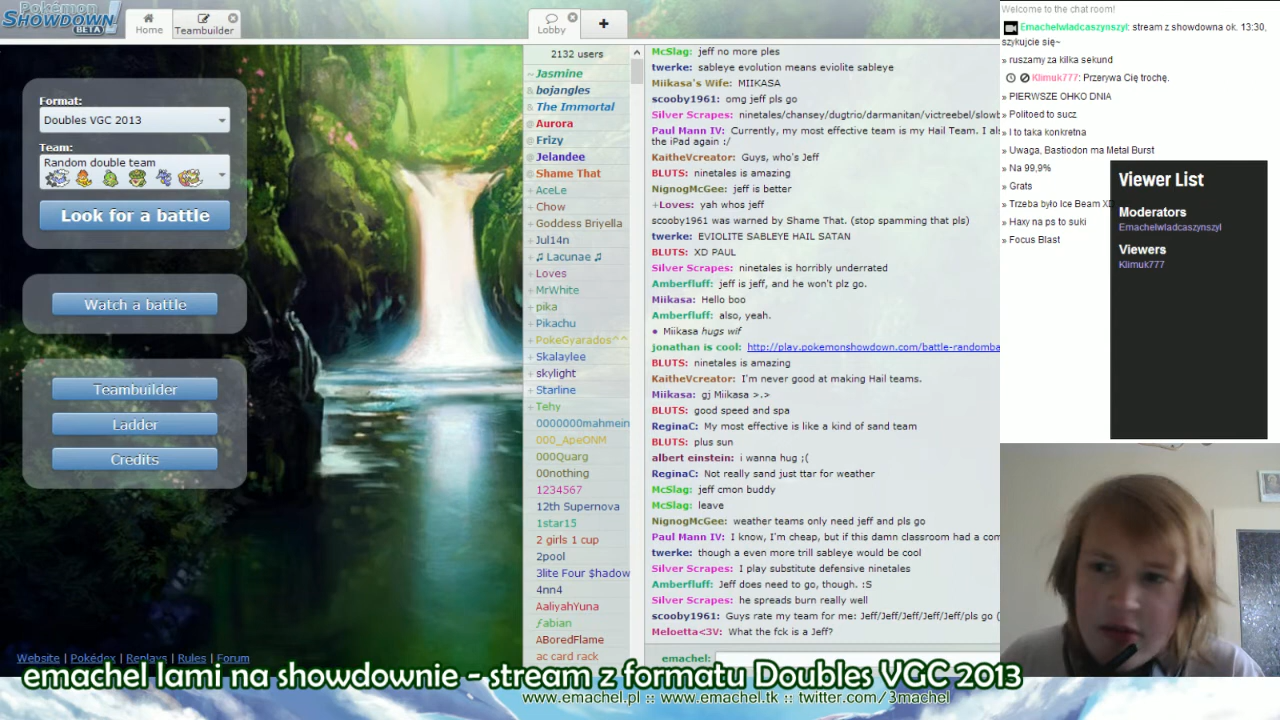 Pokémon
SHOWDOWN!
BETA
Home
Teambuilder
Lobby
Format:
Doubles VGC 2013
Team:
Random double team
Look for a battle
Watch a battle
Teambuilder
Ladder
Credits
Website | Pokédex | Replays | Rules | Forum
2132 users
~ Jasmine
& bojangles
& The Immortal
@ Aurora
@ Frizy
@ Jelandee
@ Shame That
+ AceLe
+ Chow
+ Goddess Briyella
+ Jul14n
+ ♫ Lacunae ♫
+ Loves
+ MrWhite
+ pika
+ Pikachu
+ PokeGyarados^^
+ Skalaylee
+ skylight
+ Starline
+ Tehy
0000000mahmein
000_ApeONM
000Quarg
00nothing
1234567
12th Supernova
1star15
2 girls 1 cup
2pool
3lite Four $hadow
4nn4
AaliyahYuna
ƒabian
ABoredFlame
ac card rack
McSlag: jeff no more ples
twerke: sableye evolution means eviolite sableye
Miikasa's Wife: MIIKASA
scooby1961: omg jeff pls go
Silver Scrapes: ninetales/chansey/dugtrio/darmanitan/victreebel/slowb
Paul Mann IV: Currently, my most effective team is my Hail Team. I als
the iPad again :/
KaitheVcreator: Guys, who's Jeff
BLUTS: ninetales is amazing
NignogMcGee: jeff is better
+Loves: yah whos jeff
scooby1961 was warned by Shame That. (stop spamming that pls)
twerke: EVIOLITE SABLEYE HAIL SATAN
BLUTS: XD PAUL
Silver Scrapes: ninetales is horribly underrated
Amberfluff: jeff is jeff, and he won't plz go.
Miikasa: Hello boo
Amberfluff: also, yeah.
• Miikasa hugs wif
jonathan is cool: http://play.pokemonshowdown.com/battle-randomba
BLUTS: ninetales is amazing
KaitheVcreator: I'm never good at making Hail teams.
Miikasa: gj Miikasa >.>
BLUTS: good speed and spa
ReginaC: My most effective is like a kind of sand team
BLUTS: plus sun
albert einstein: i wanna hug ;(
ReginaC: Not really sand just ttar for weather
McSlag: jeff cmon buddy
McSlag: leave
NignogMcGee: weather teams only need jeff and pls go
Paul Mann IV: I know, I'm cheap, but if this damn classroom had a com
twerke: though a even more trill sableye would be cool
Silver Scrapes: I play substitute defensive ninetales
Amberfluff: Jeff does need to go, though. :S
Silver Scrapes: he spreads burn really well
scooby1961: Guys rate my team for me: Jeff/Jeff/Jeff/Jeff/Jeff/pls go (
Meloetta<3V: What the fck is a Jeff?
emachel:
Welcome to the chat room!
Emachelwladcaszynszyl: stream z showdowna ok. 13:30,
szykujcie się~
» ruszamy za kilka sekund
Klimuk777: Przerywa Cię trochę.
» PIERWSZE OHKO DNIA
» Politoed to sucz
» I to taka konkretna
» Uwaga, Bastiodon ma Metal Burst
» Na 99,9%
» Grats
» Trzeba było Ice Beam XD
» Haxy na ps to suki
» Focus Blast
Viewer List
Moderators
Emachelwladcaszynszyl
Viewers
Klimuk777
emachel lami na showdownie - stream z formatu Doubles VGC 2013
www.emachel.pl :: www.emachel.tk :: twitter.com/3machel